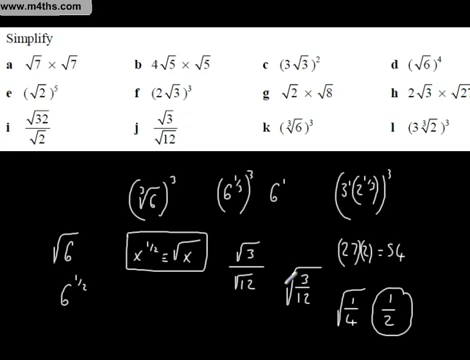 www.m4ths.com
Simplify
a √7 × √7 b 4√5 × √5 c (3√3)² d (√6)⁴
e (√2)⁵ f (2√3)³ g √2 × √8 h 2√3 × √27
i √32/√2 j √3/√12 k (∛6)³ l (3∛2)³
(∛6)³ (6^1/3)³ 6¹ (3¹(2^1/3))³
√6 x^1/2 ≡ √x √3/√12 √(3/12) (27)(2) = 54
6^1/2 √(1/4) (1/2)